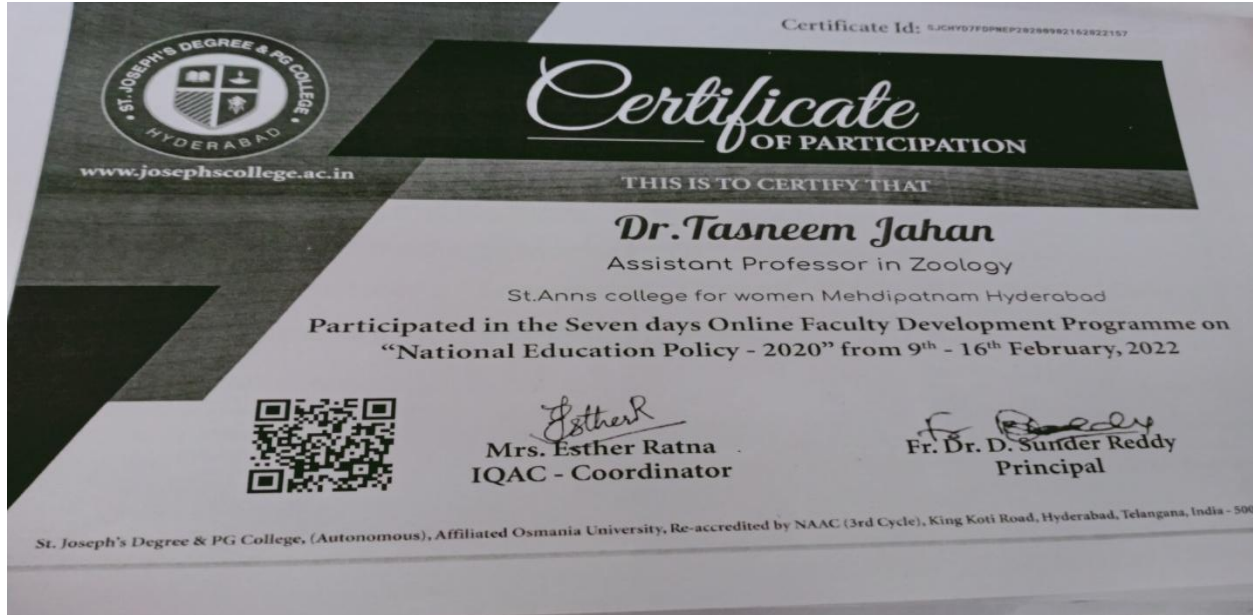 Certificate Id: SJCHYD7FDPNEP20200902162022157
ST. JOSEPH'S DEGREE & PG COLLEGE
HYDERABAD
www.josephscollege.ac.in
Certificate
OF PARTICIPATION
THIS IS TO CERTIFY THAT
Dr.Tasneem Jahan
Assistant Professor in Zoology
St.Anns college for women Mehdipatnam Hyderabad
Participated in the Seven days Online Faculty Development Programme on
“National Education Policy - 2020” from 9th - 16th February, 2022
EstherR
Mrs. Esther Ratna
IQAC - Coordinator
Fr. Dr. D. Sunder Reddy
Principal
St. Joseph's Degree & PG College, (Autonomous), Affiliated Osmania University, Re-accredited by NAAC (3rd Cycle), King Koti Road, Hyderabad, Telangana, India - 500